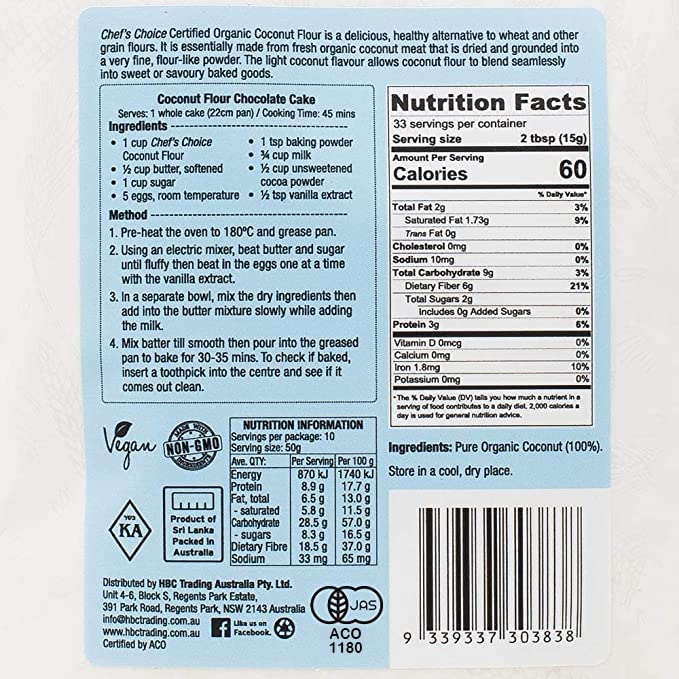 Chef's Choice Certified Organic Coconut Flour is a delicious, healthy alternative to wheat and other
grain flours. It is essentially made from fresh organic coconut meat that is dried and grounded into
a very fine, flour-like powder. The light coconut flavour allows coconut flour to blend seamlessly
into sweet or savoury baked goods.
Coconut Flour Chocolate Cake
Serves: 1 whole cake (22cm pan) / Cooking Time: 45 mins
Ingredients
• 1 cup Chef's Choice
Coconut Flour
• ½ cup butter, softened
• 1 cup sugar
• 5 eggs, room temperature
• 1 tsp baking powder
• ¾ cup milk
• ½ cup unsweetened
cocoa powder
• ½ tsp vanilla extract
Method
1. Pre-heat the oven to 180ºC and grease pan.
2. Using an electric mixer, beat butter and sugar
until fluffy then beat in the eggs one at a time
with the vanilla extract.
3. In a separate bowl, mix the dry ingredients then
add into the butter mixture slowly while adding
the milk.
4. Mix batter till smooth then pour into the greased
pan to bake for 30-35 mins. To check if baked,
insert a toothpick into the centre and see if it
comes out clean.
Nutrition Facts
33 servings per container
Serving size 2 tbsp (15g)
Amount Per Serving
Calories 60
% Daily Value*
Total Fat 2g 3%
Saturated Fat 1.73g 9%
Trans Fat 0g
Cholesterol 0mg 0%
Sodium 10mg 0%
Total Carbohydrate 9g 3%
Dietary Fiber 6g 21%
Total Sugars 2g
Includes 0g Added Sugars 0%
Protein 3g 6%
Vitamin D 0mcg 0%
Calcium 0mg 0%
Iron 1.8mg 10%
Potassium 0mg 0%
*The % Daily Value (DV) tells you how much a nutrient in a
serving of food contributes to a daily diet. 2,000 calories a
day is used for general nutrition advice.
Ingredients: Pure Organic Coconut (100%).
Store in a cool, dry place.
Vegan
MADE WITH
NON-GMO
INGREDIENTS
כשר
KA
Product of
Sri Lanka
Packed in
Australia
NUTRITION INFORMATION
Servings per package: 10
Serving size: 50g
Ave. QTY: Per Serving Per 100 g
Energy 870 kJ 1740 kJ
Protein 8.9 g 17.7 g
Fat, total 6.5 g 13.0 g
- saturated 5.8 g 11.5 g
Carbohydrate 28.5 g 57.0 g
- sugars 8.3 g 16.5 g
Dietary Fibre 18.5 g 37.0 g
Sodium 33 mg 65 mg
Distributed by HBC Trading Australia Pty. Ltd.
Unit 4-6, Block S, Regents Park Estate,
391 Park Road, Regents Park, NSW 2143 Australia
info@hbctrading.com.au
www.hbctrading.com.au
Certified by ACO
f Like us on
Facebook.
JAS
ACO
1180
9 339337 303838